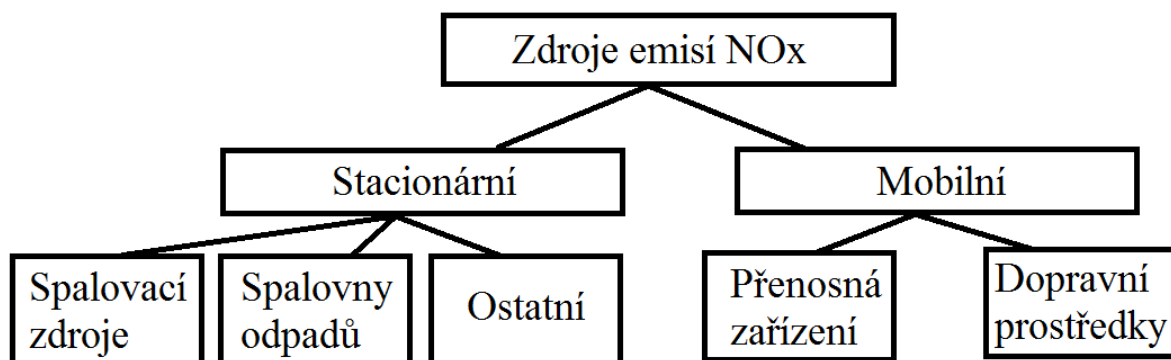 Zdroje emisí NOx
Stacionární
Mobilní
Spalovací
zdroje
Spalovny
odpadů
Ostatní
Přenosná
zařízení
Dopravní
prostředky